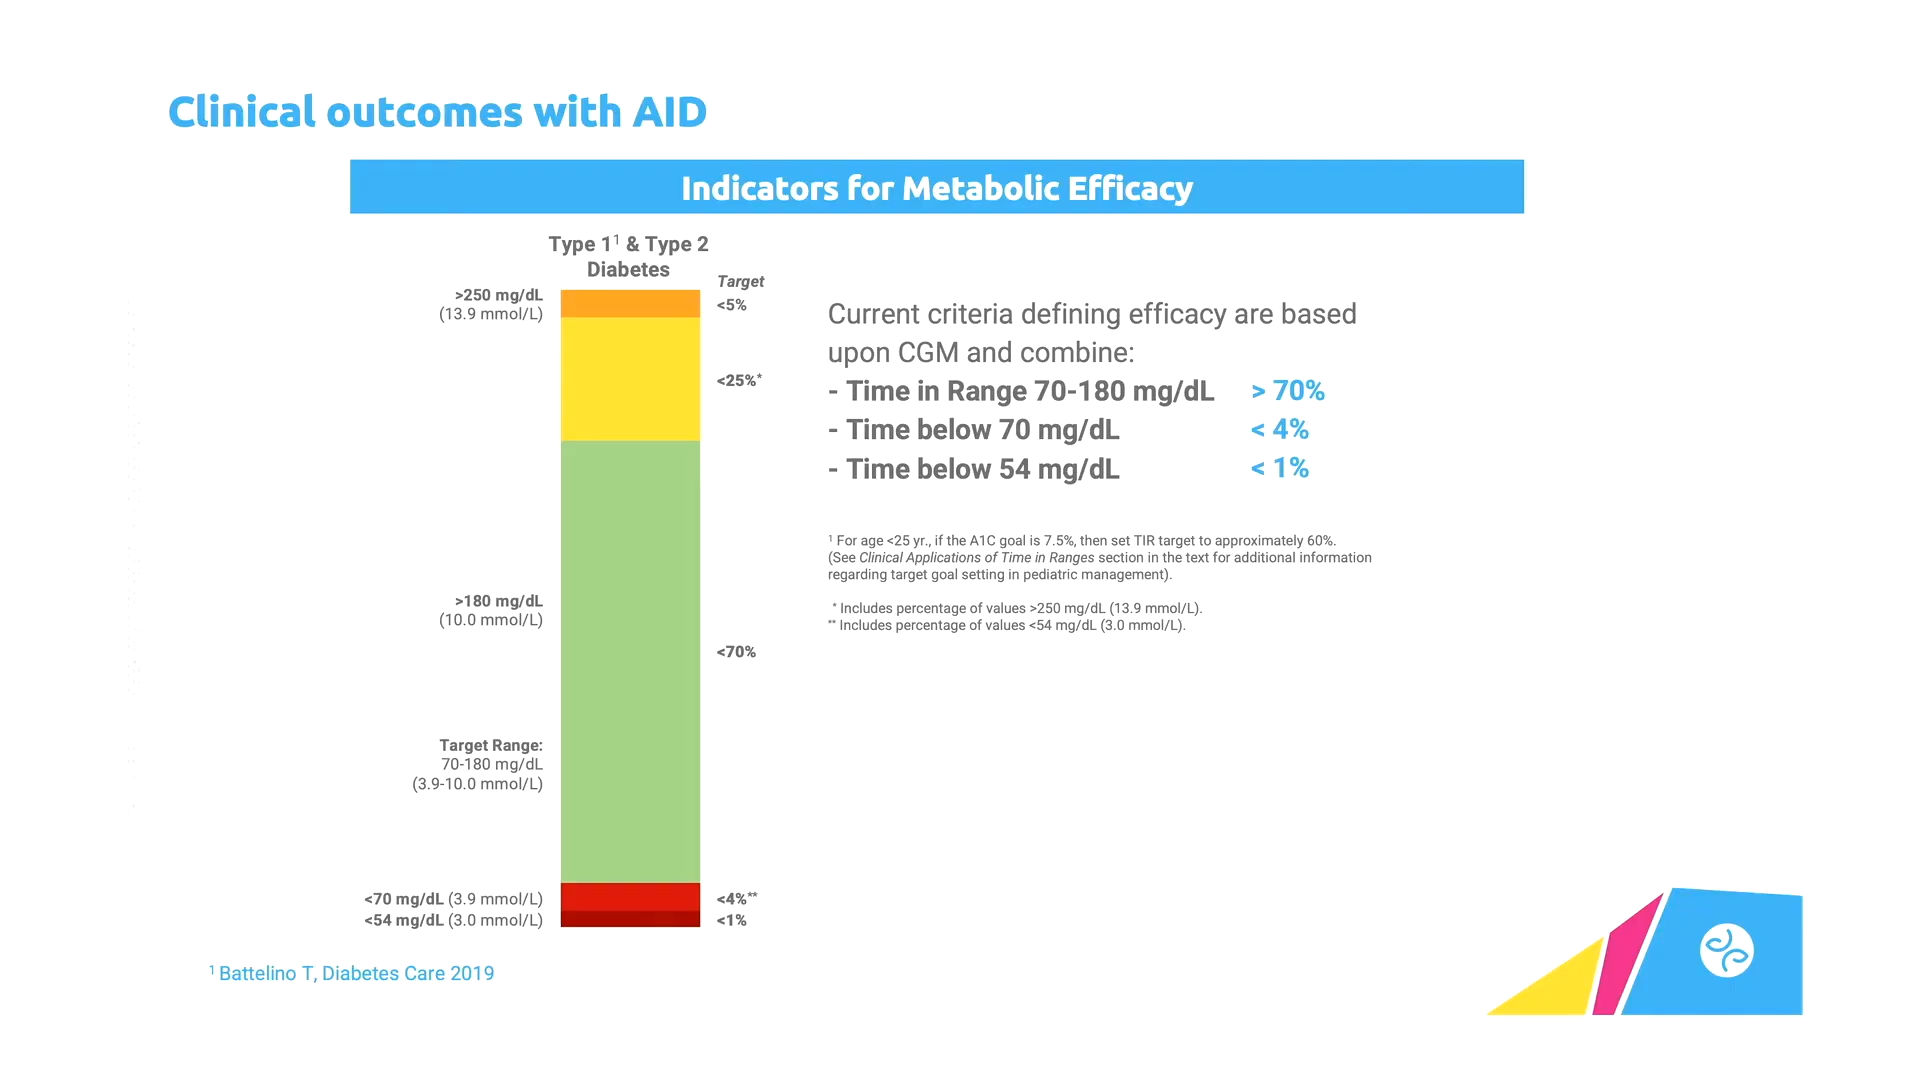 Clinical outcomes with AID
Indicators for Metabolic Efficacy
Type 1¹ & Type 2
Diabetes
Target
>250 mg/dL
(13.9 mmol/L)
<5%
<25%*
>180 mg/dL
(10.0 mmol/L)
<70%
Target Range:
70-180 mg/dL
(3.9-10.0 mmol/L)
<70 mg/dL (3.9 mmol/L)
<4%**
<54 mg/dL (3.0 mmol/L)
<1%
Current criteria defining efficacy are based
upon CGM and combine:
- Time in Range 70-180 mg/dL > 70%
- Time below 70 mg/dL < 4%
- Time below 54 mg/dL < 1%
¹ For age <25 yr., if the A1C goal is 7.5%, then set TIR target to approximately 60%.
(See Clinical Applications of Time in Ranges section in the text for additional information
regarding target goal setting in pediatric management).
* Includes percentage of values >250 mg/dL (13.9 mmol/L).
** Includes percentage of values <54 mg/dL (3.0 mmol/L).
¹ Battelino T, Diabetes Care 2019